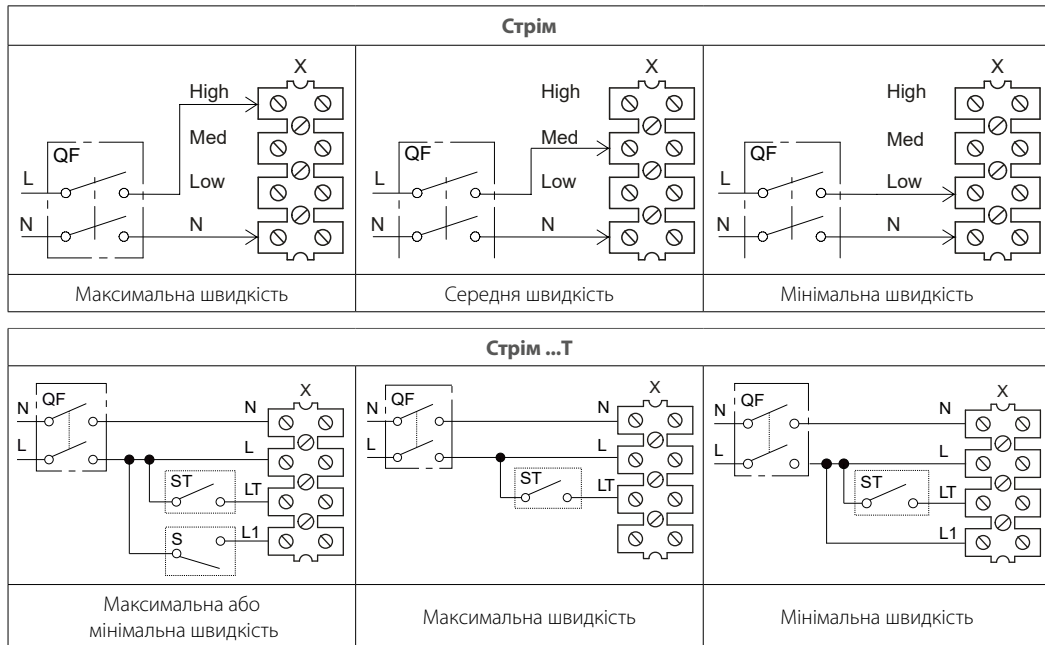 Стрім
X
High
Med
QF
L
Low
N
N
Максимальна швидкість
X
High
Med
QF
L
Low
N
N
Середня швидкість
X
High
Med
QF
L
Low
N
N
Мінімальна швидкість
Стрім ...Т
X
QF
N
N
L
L
ST
LT
S
L1
Максимальна або
мінімальна швидкість
X
QF
N
N
L
L
ST
LT
Максимальна швидкість
X
QF
N
N
L
L
ST
LT
L1
Мінімальна швидкість